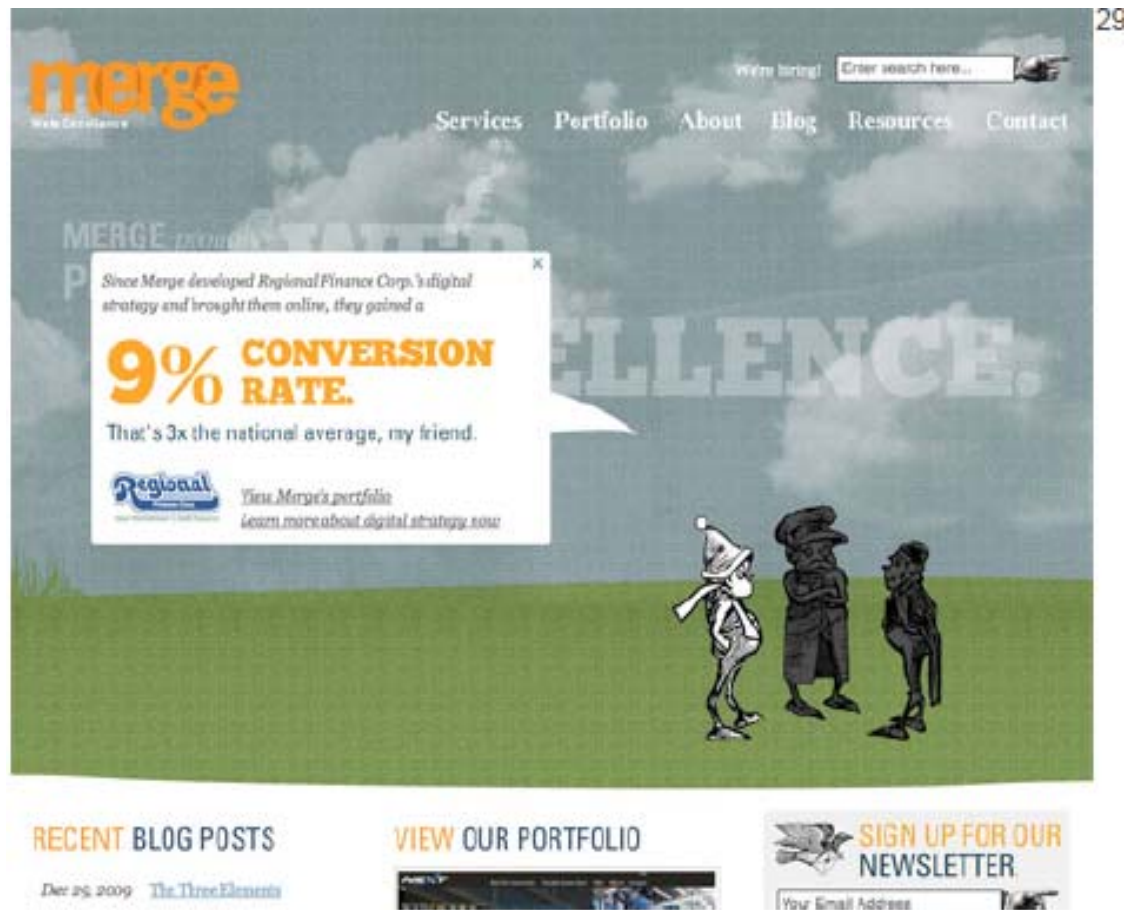 29
merge
Web Excellence
We're hiring!
Enter search here...
Services Portfolio About Blog Resources Contact
MERGE
Since Merge developed Regional Finance Corp.'s digital
strategy and brought them online, they gained a
x
9% CONVERSION
RATE.
That's 3x the national average, my friend.
Regional
View Merge's portfolio
Learn more about digital strategy now
ELLENCE.
RECENT BLOG POSTS
Dec 29, 2009 The Three Elements
VIEW OUR PORTFOLIO
SIGN UP FOR OUR
NEWSLETTER
Your Email Address